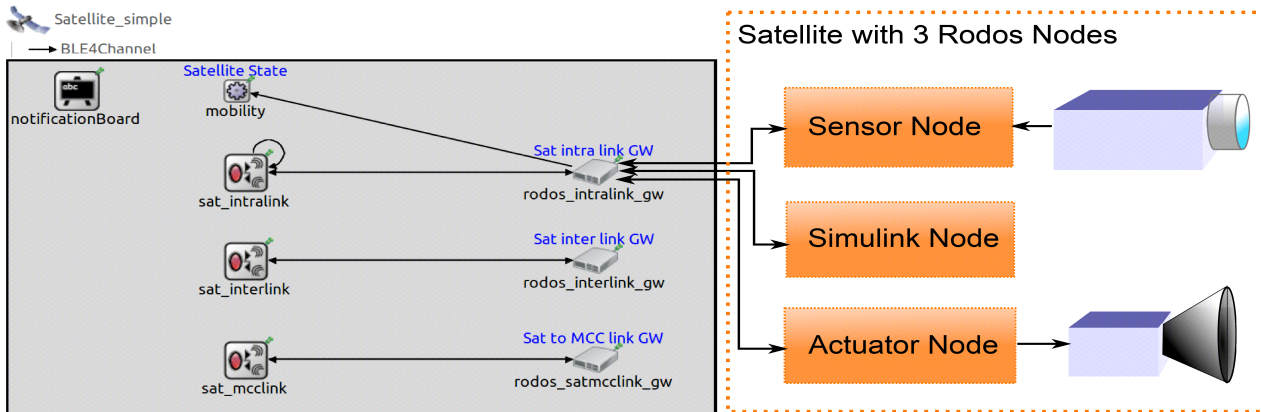 Satellite_simple
BLE4Channel
Satellite with 3 Rodos Nodes
Satellite State
abc
mobility
notificationBoard
Sensor Node
Sat intra link GW
sat_intralink
rodos_intralink_gw
Sat inter link GW
Simulink Node
sat_interlink
rodos_interlink_gw
Sat to MCC link GW
Actuator Node
sat_mcclink
rodos_satmcclink_gw